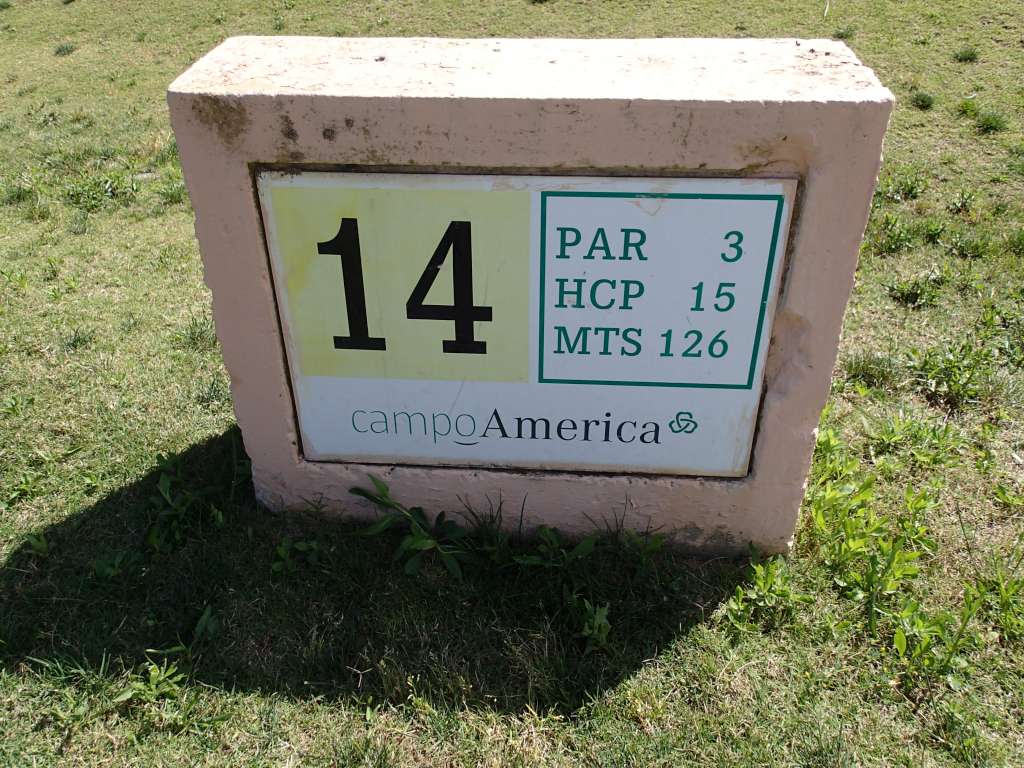 14
PAR 3
HCP 15
MTS 126
campoAmerica